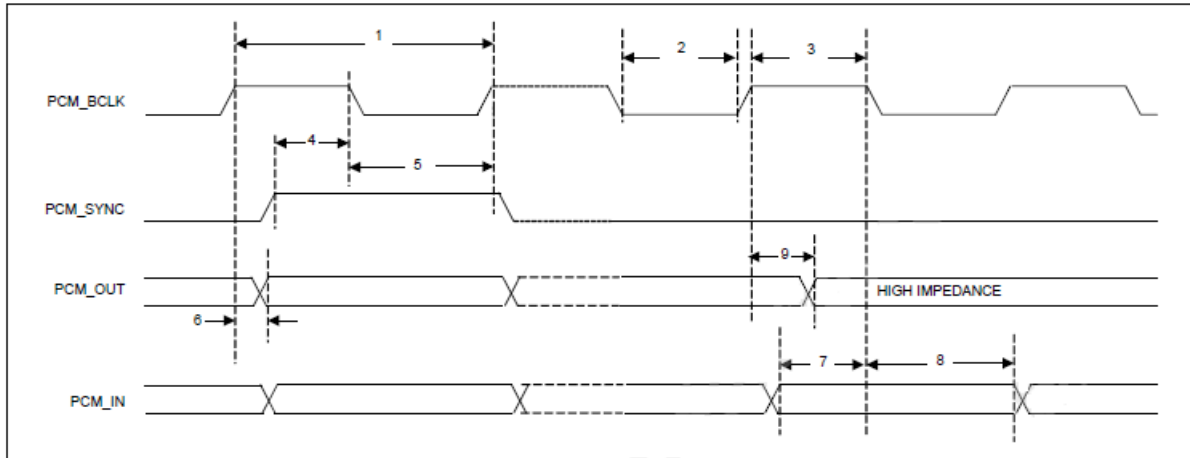 1
2
3
PCM_BCLK
4
5
PCM_SYNC
9
PCM_OUT
HIGH IMPEDANCE
6
7
8
PCM_IN